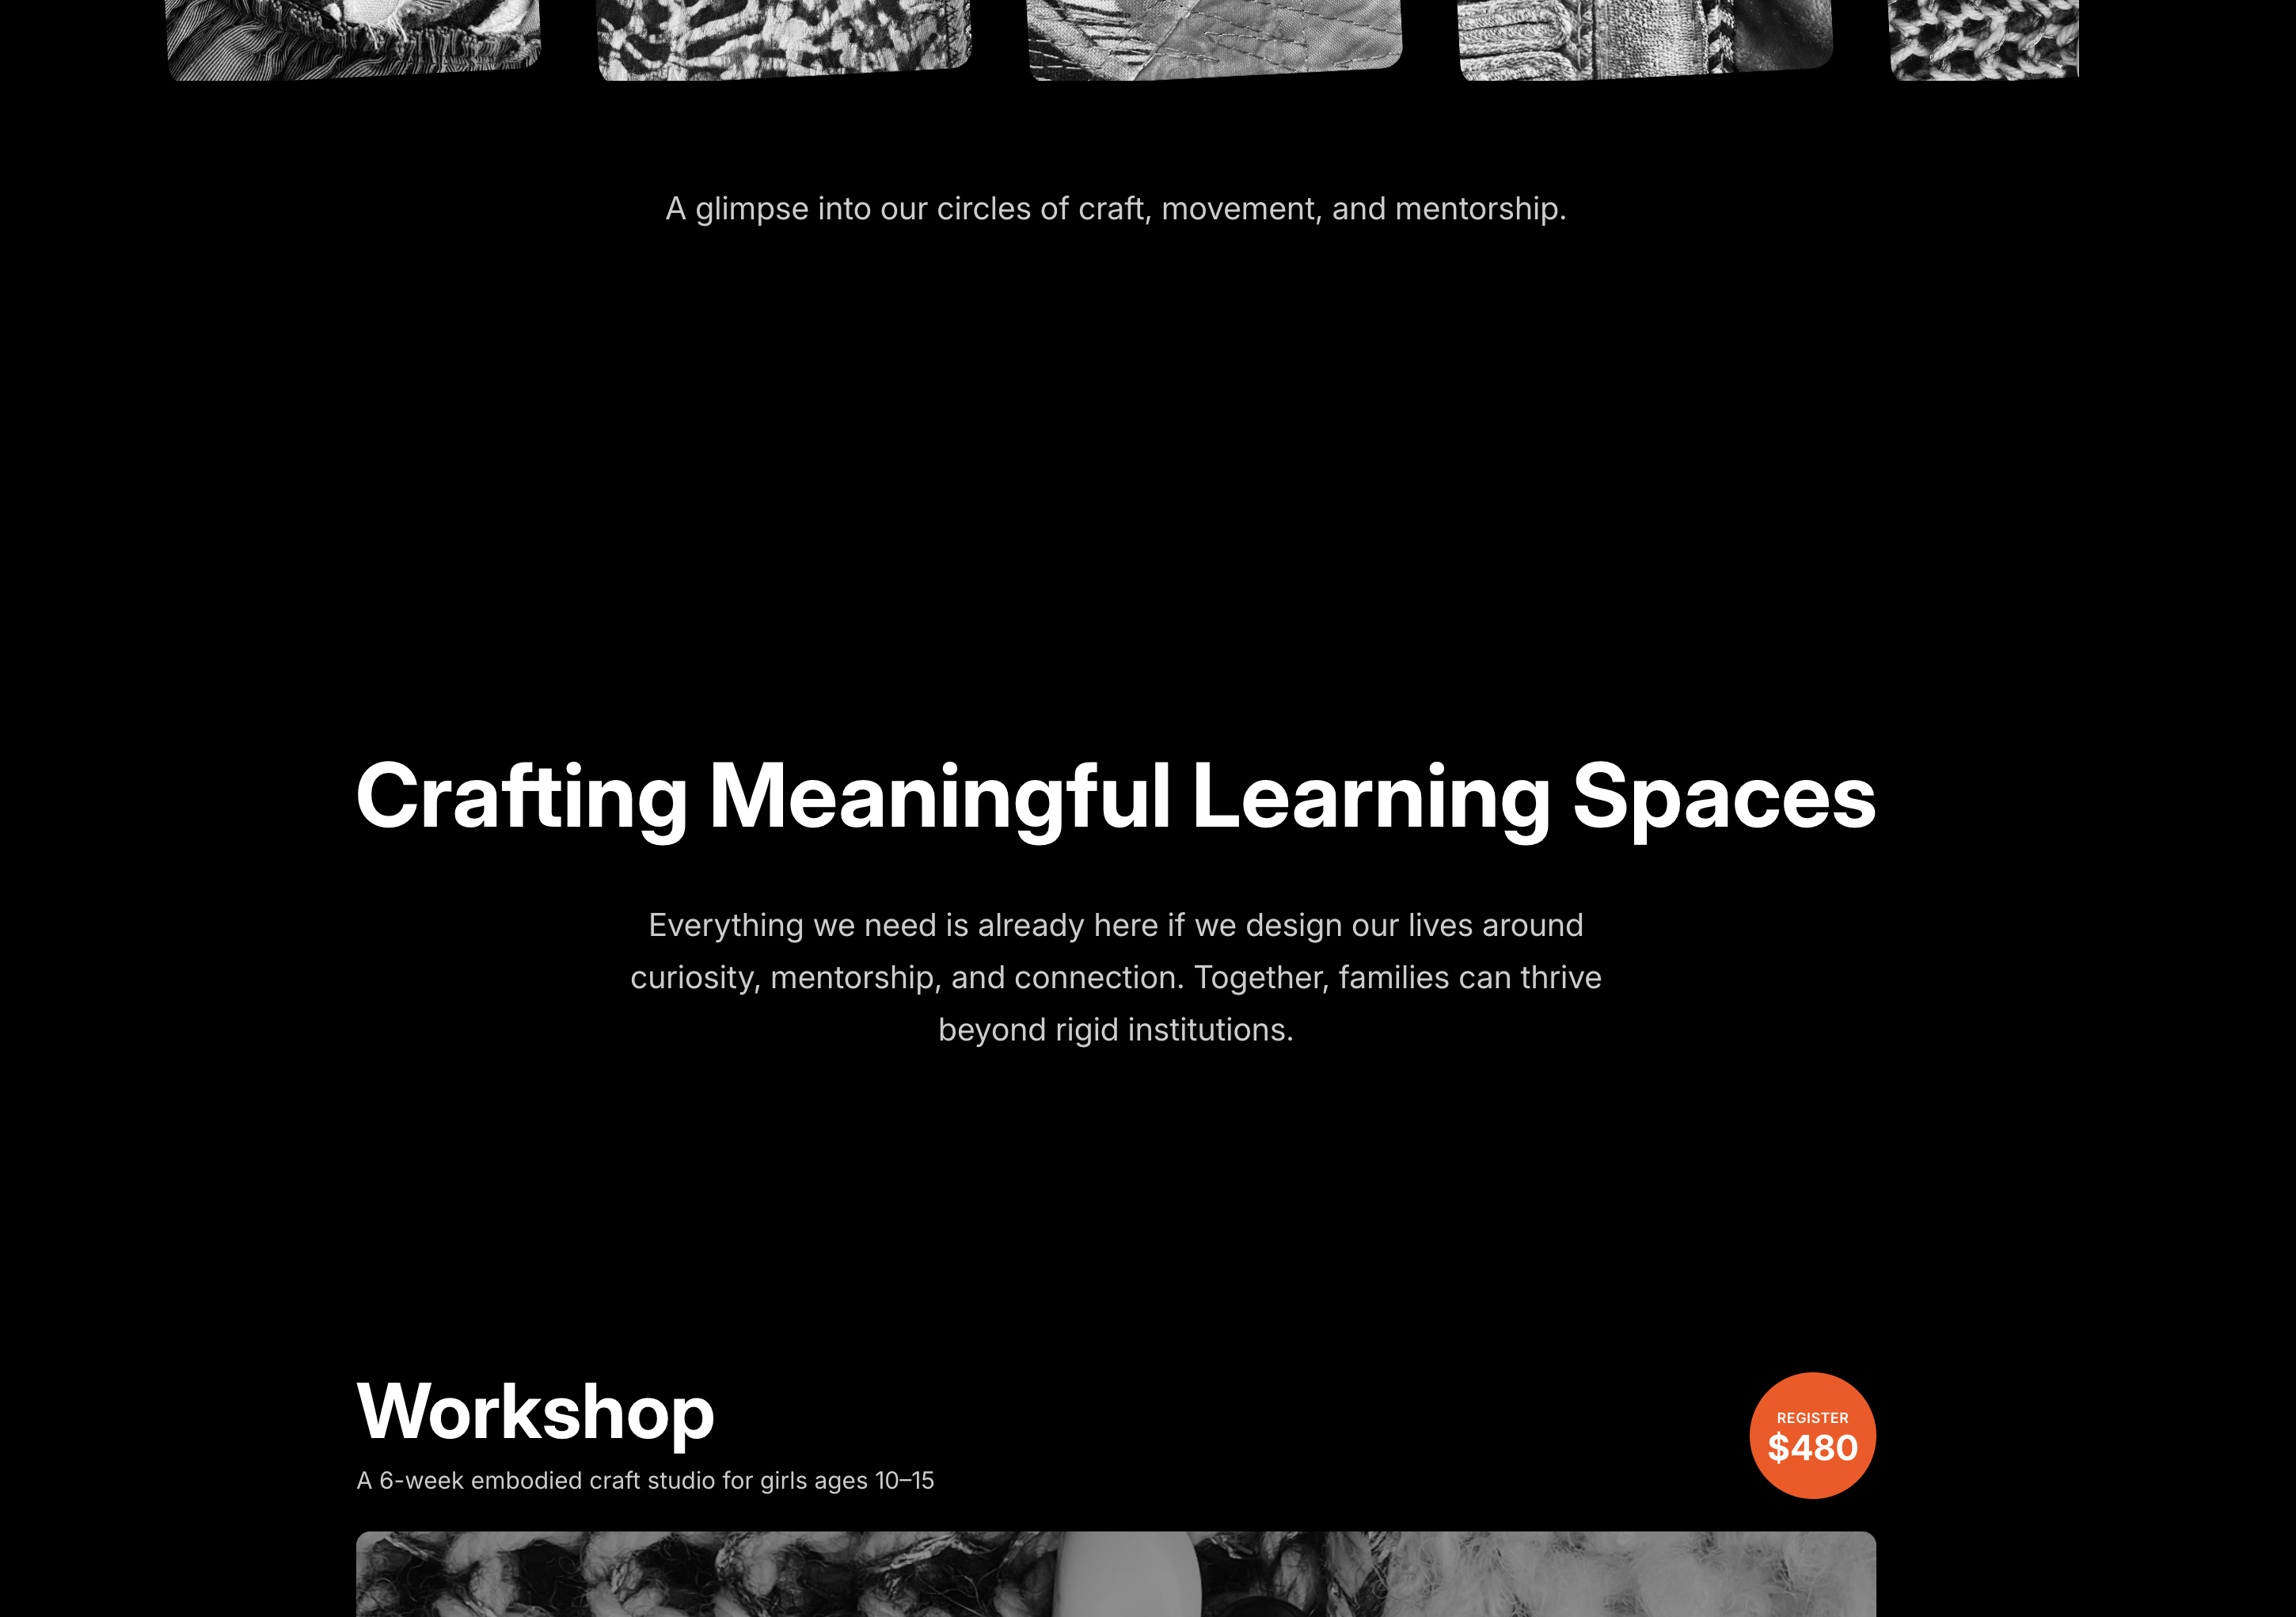 A glimpse into our circles of craft, movement, and mentorship.
Crafting Meaningful Learning Spaces
Everything we need is already here if we design our lives around
curiosity, mentorship, and connection. Together, families can thrive
beyond rigid institutions.
Workshop
A 6-week embodied craft studio for girls ages 10–15
REGISTER
$480